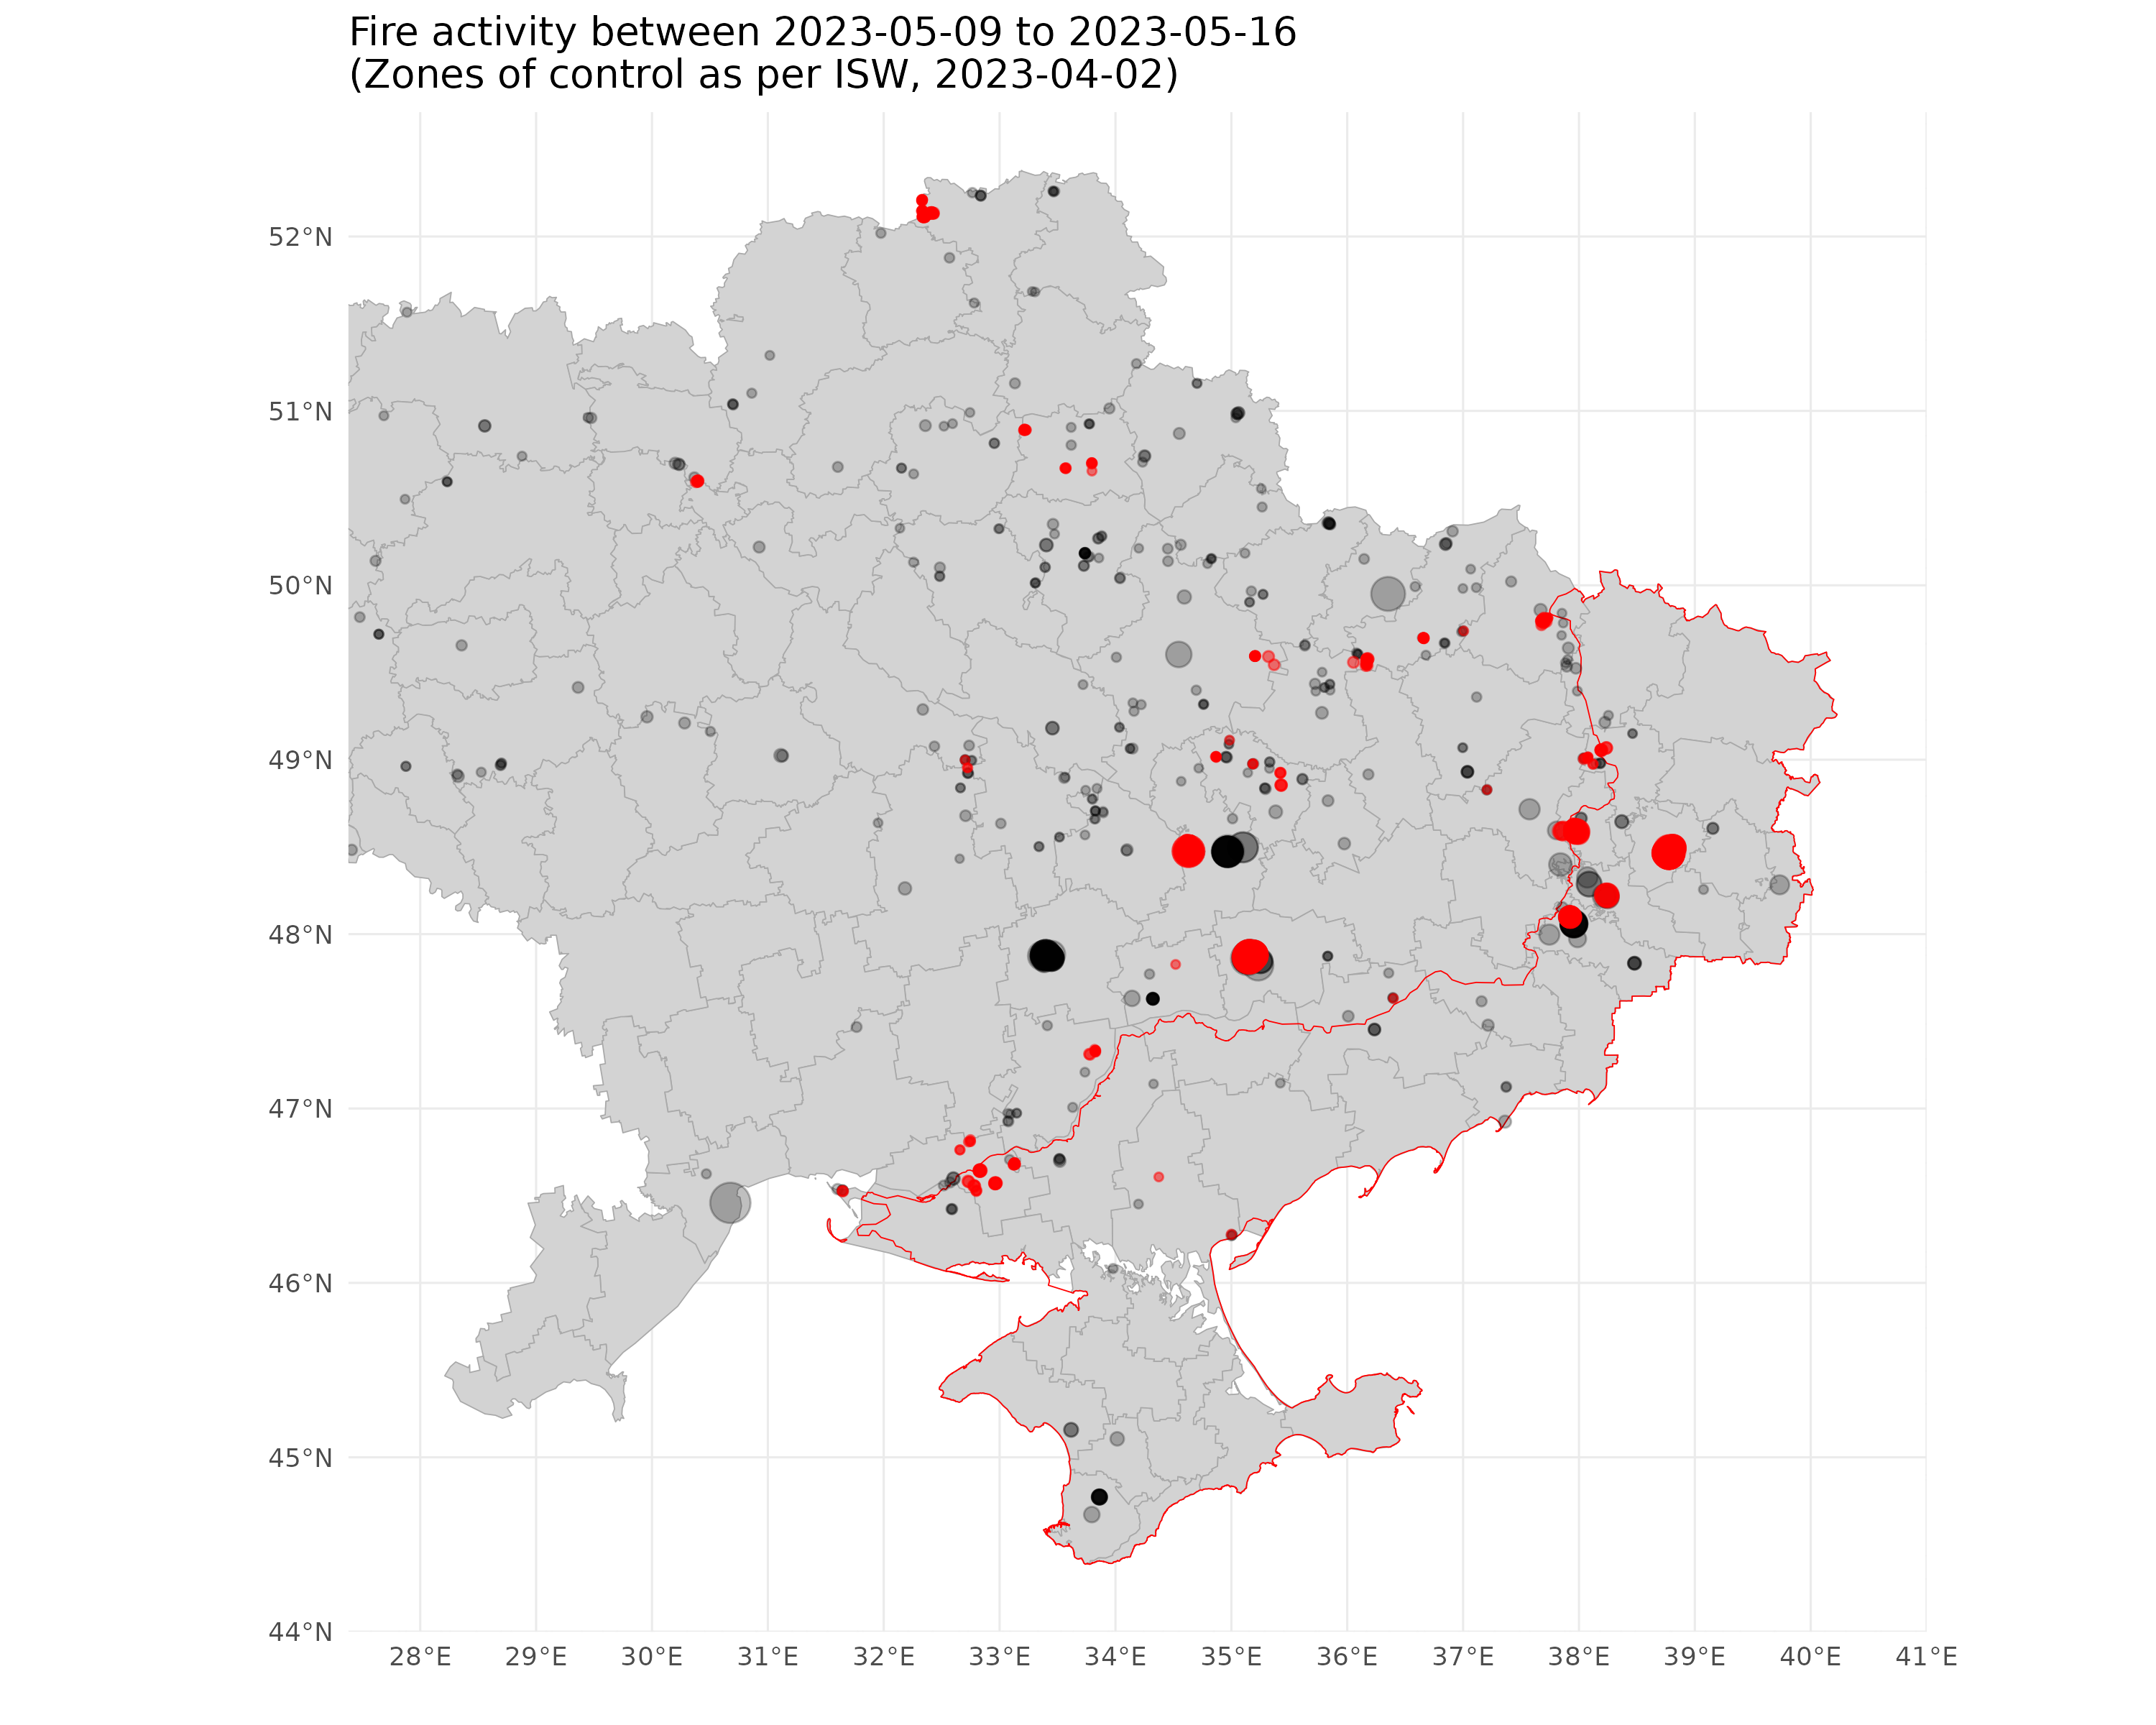 Fire activity between 2023-05-09 to 2023-05-16
(Zones of control as per ISW, 2023-04-02)
52°N
51°N
50°N
49°N
48°N
47°N
46°N
45°N
44°N
28°E 29°E 30°E 31°E 32°E 33°E 34°E 35°E 36°E 37°E 38°E 39°E 40°E 41°E